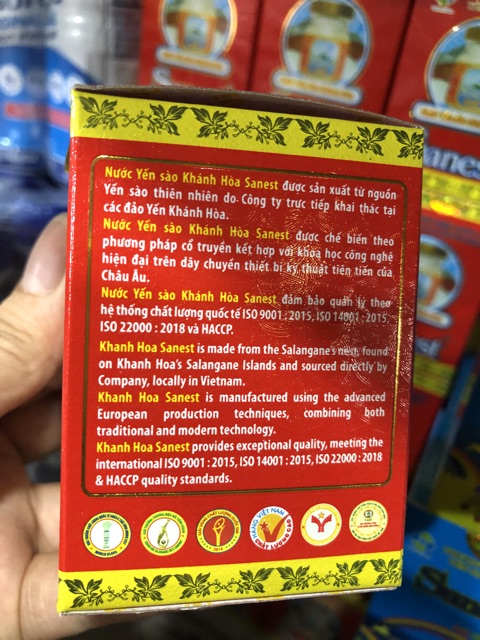 Nước Yến sào Khánh Hòa Sanest được sản xuất từ nguồn
Yến sào thiên nhiên do Công ty trực tiếp khai thác tại
các đảo Yến Khánh Hòa.
Nước Yến sào Khánh Hòa Sanest được chế biến theo
phương pháp cổ truyền kết hợp với khoa học công nghệ
hiện đại trên dây chuyền thiết bị kỹ thuật tiên tiến của
Châu Âu.
Nước Yến sào Khánh Hòa Sanest đảm bảo quản lý theo
hệ thống chất lượng quốc tế ISO 9001 : 2015, ISO 14001 : 2015,
ISO 22000 : 2018 và HACCP.
Khanh Hoa Sanest is made from the Salangane's nest, found
on Khanh Hoa's Salangane Islands and sourced directly by
Company, locally in Vietnam.
Khanh Hoa Sanest is manufactured using the advanced
European production techniques, combining both
traditional and modern technology.
Khanh Hoa Sanest provides exceptional quality, meeting the
international ISO 9001 : 2015, ISO 14001 : 2015, ISO 22000 : 2018
& HACCP quality standards.
HÀNG VIỆT NAM
CHẤT LƯỢNG CAO